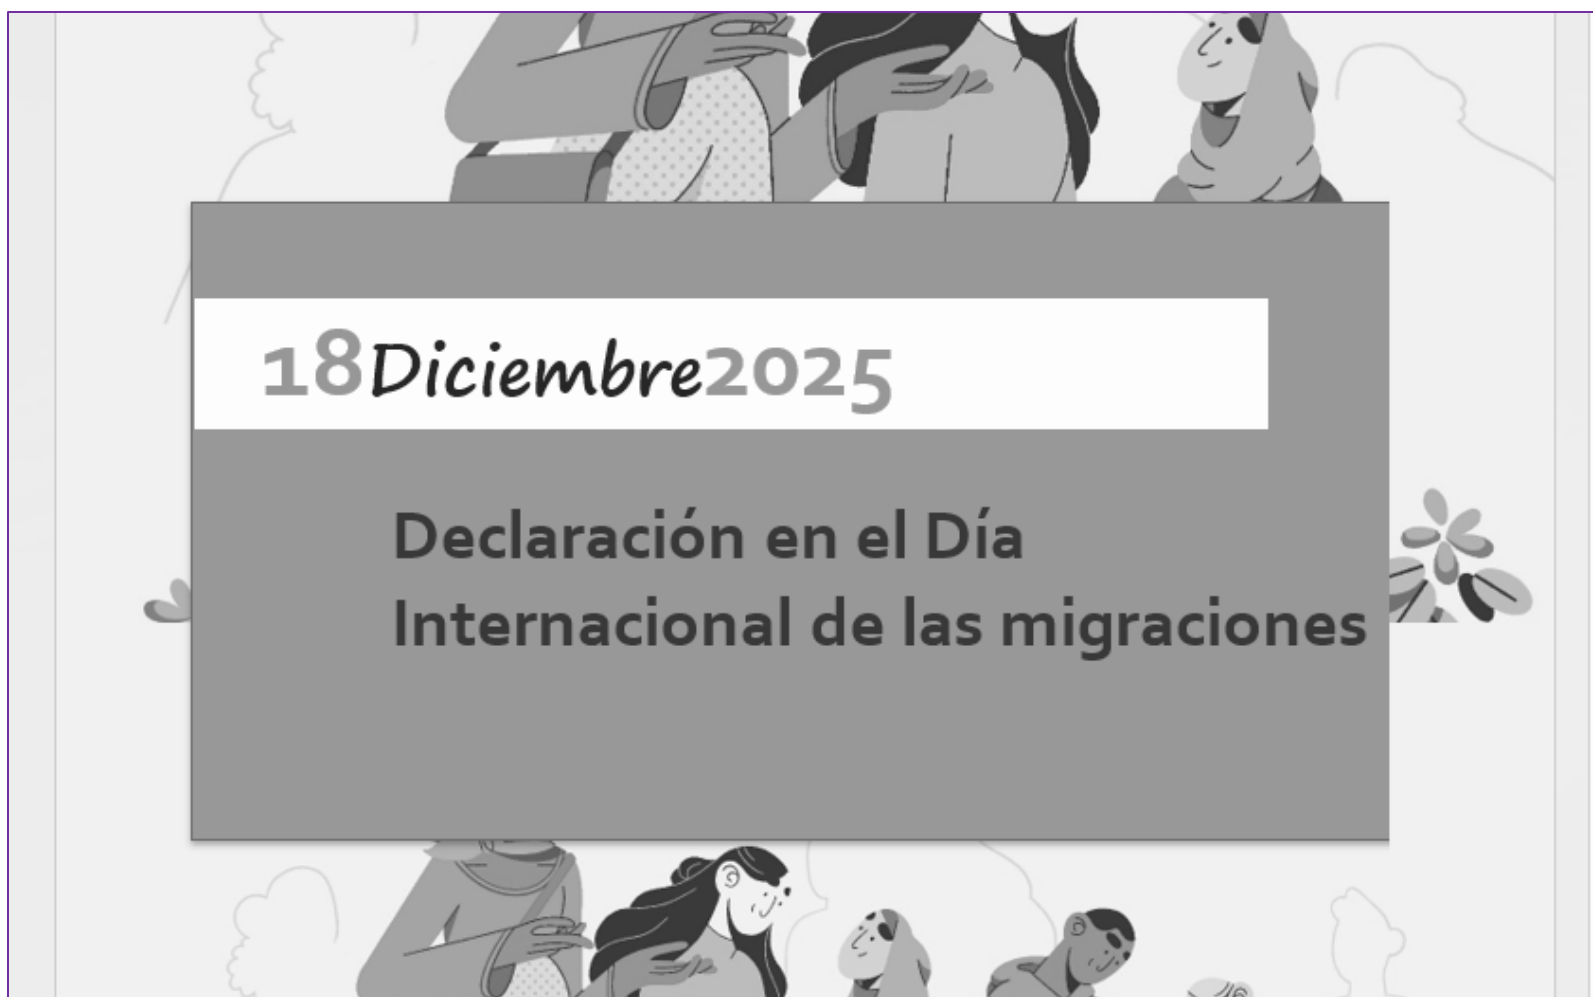 18Diciembre2025
Declaración en el Día
Internacional de las migraciones